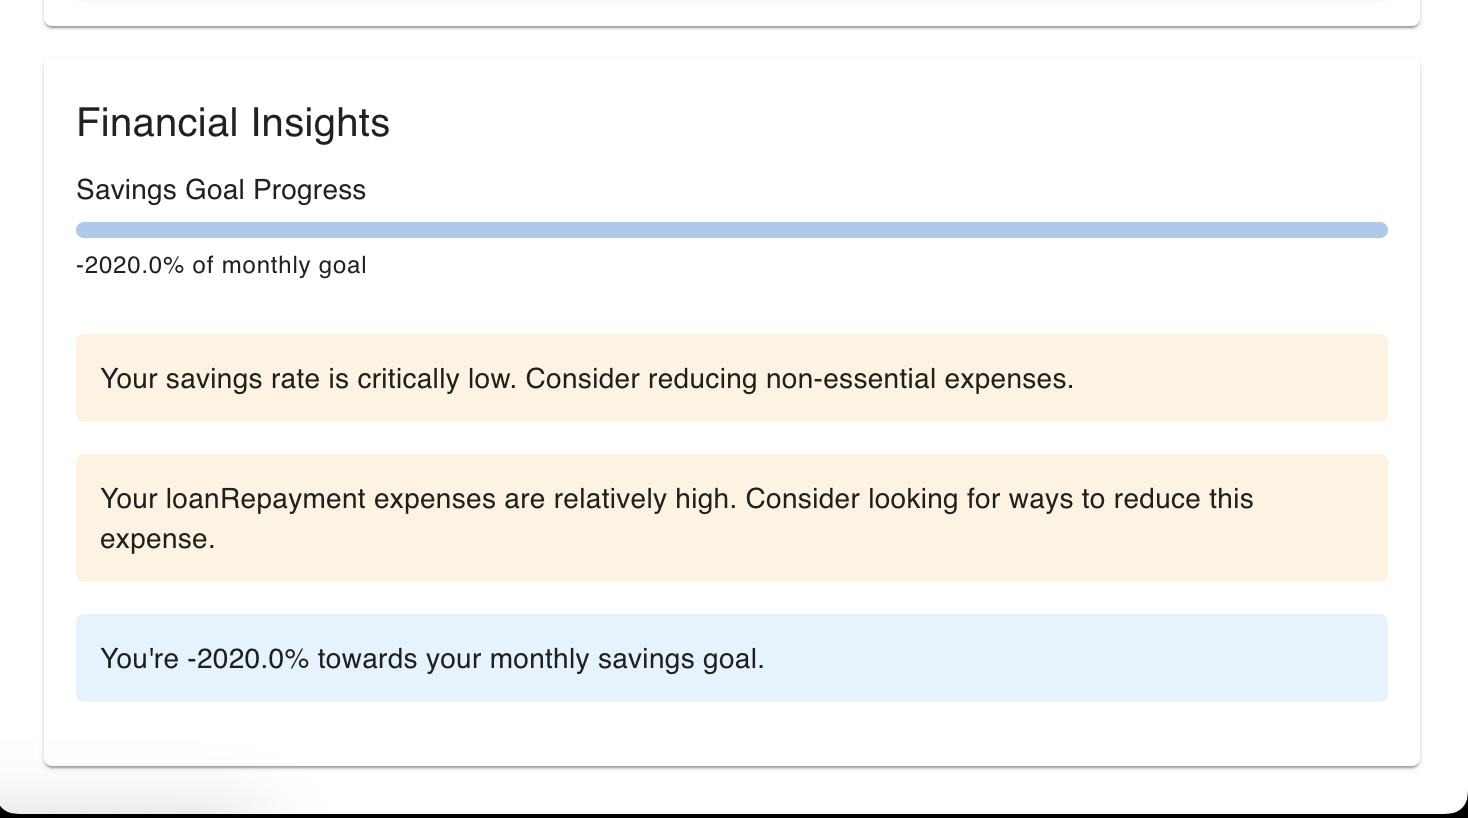 Financial Insights
Savings Goal Progress
-2020.0% of monthly goal
Your savings rate is critically low. Consider reducing non-essential expenses.
Your loanRepayment expenses are relatively high. Consider looking for ways to reduce this
expense.
You're -2020.0% towards your monthly savings goal.